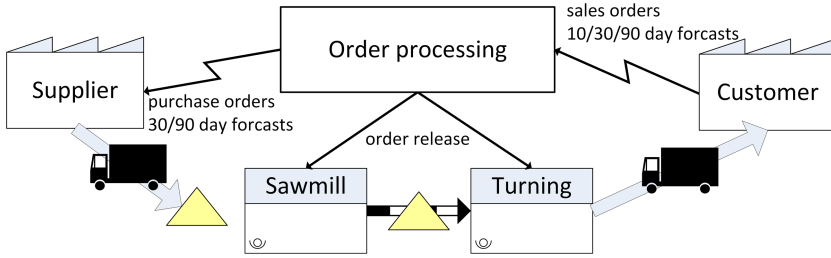 sales orders
10/30/90 day forcasts
Order processing
Supplier
Customer
purchase orders
30/90 day forcasts
order release
Sawmill
Turning